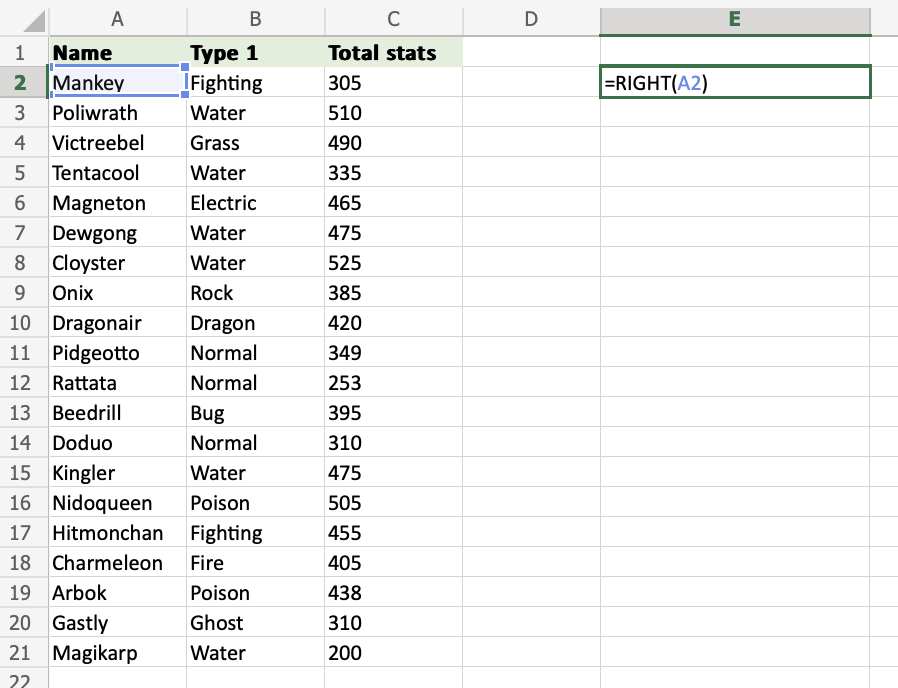 A B C D E
1 Name Type 1 Total stats
2 Mankey Fighting 305 =RIGHT(A2)
3 Poliwrath Water 510
4 Victreebel Grass 490
5 Tentacool Water 335
6 Magneton Electric 465
7 Dewgong Water 475
8 Cloyster Water 525
9 Onix Rock 385
10 Dragonair Dragon 420
11 Pidgeotto Normal 349
12 Rattata Normal 253
13 Beedrill Bug 395
14 Doduo Normal 310
15 Kingler Water 475
16 Nidoqueen Poison 505
17 Hitmonchan Fighting 455
18 Charmeleon Fire 405
19 Arbok Poison 438
20 Gastly Ghost 310
21 Magikarp Water 200
22